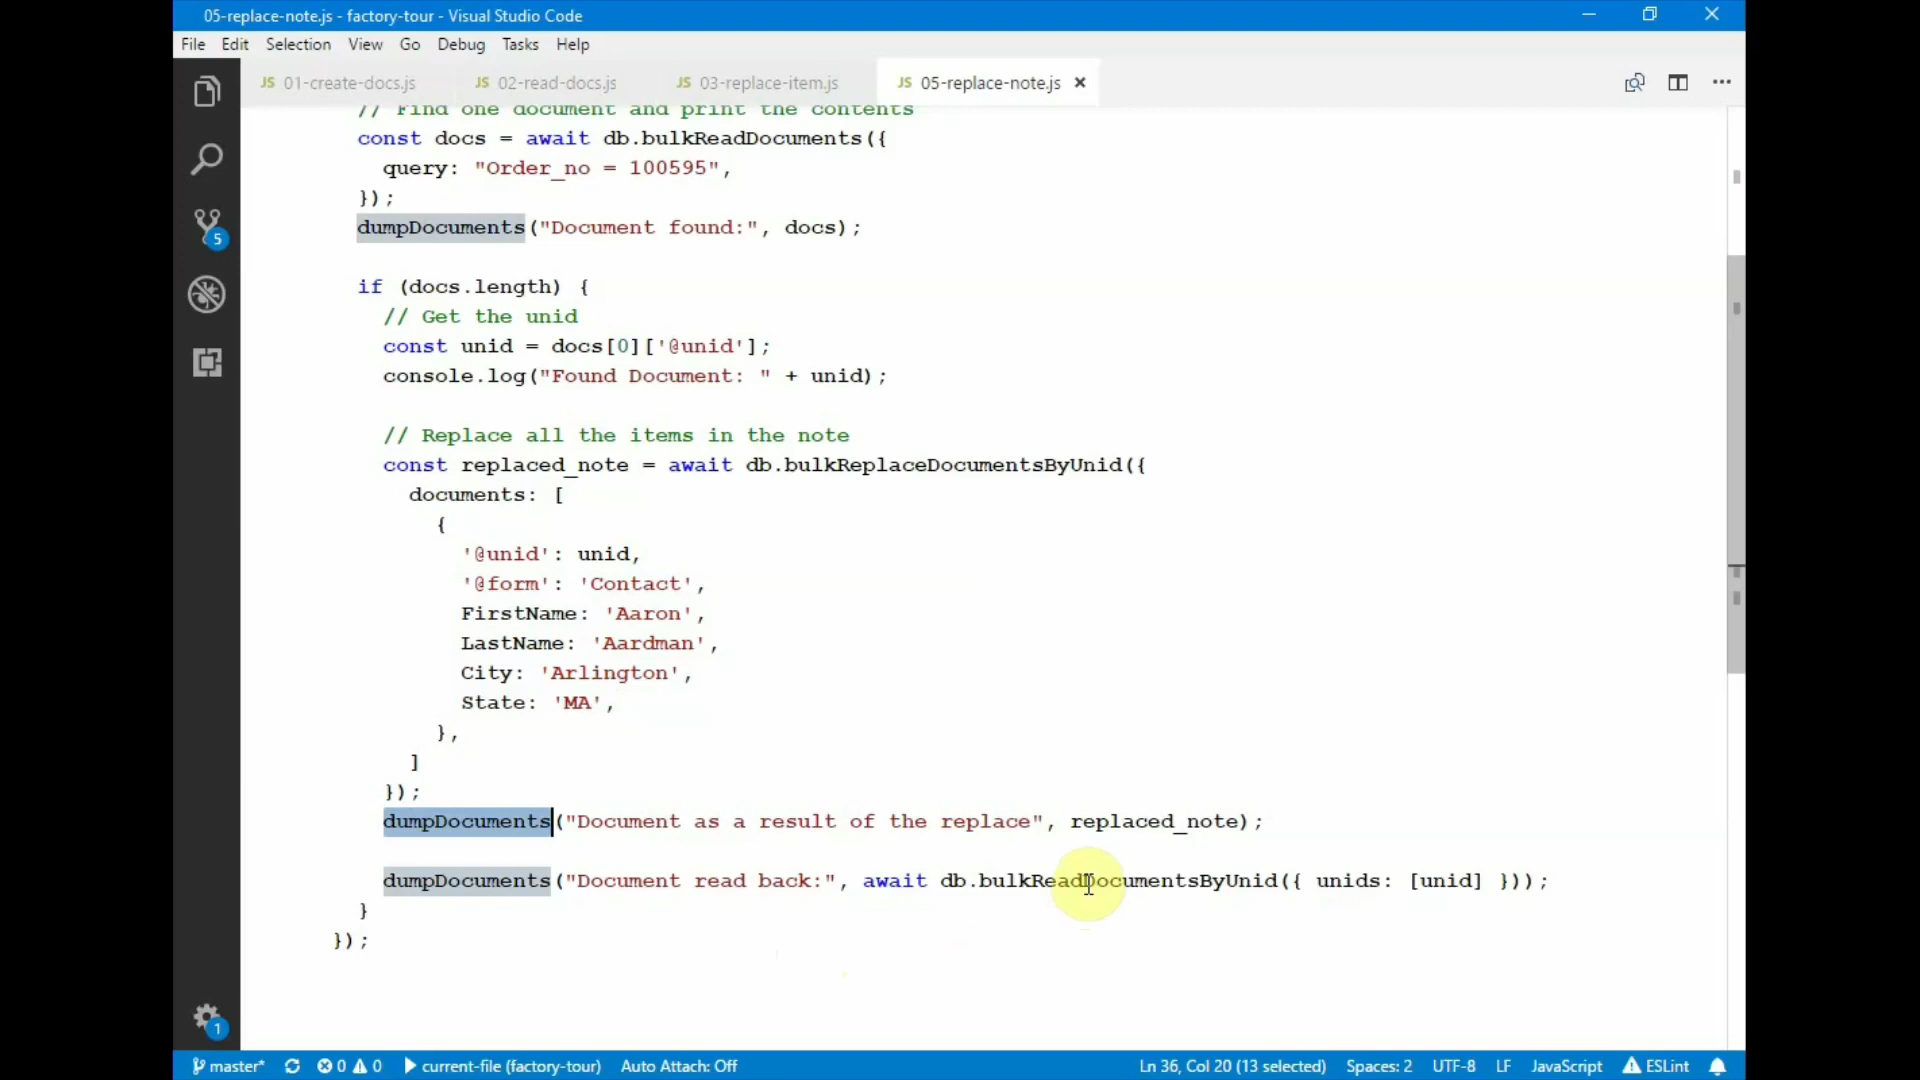 05-replace-note.js - factory-tour - Visual Studio Code
File Edit Selection View Go Debug Tasks Help
JS 01-create-docs.js JS 02-read-docs.js JS 03-replace-item.js JS 05-replace-note.js
// Find one document and print the contents
const docs = await db.bulkReadDocuments({
query: "Order_no = 100595",
});
dumpDocuments("Document found:", docs);
if (docs.length) {
// Get the unid
const unid = docs[0]['@unid'];
console.log("Found Document: " + unid);
// Replace all the items in the note
const replaced_note = await db.bulkReplaceDocumentsByUnid({
documents: [
{
'@unid': unid,
'@form': 'Contact',
FirstName: 'Aaron',
LastName: 'Aardman',
City: 'Arlington',
State: 'MA',
},
]
});
dumpDocuments("Document as a result of the replace", replaced_note);
dumpDocuments("Document read back:", await db.bulkReadDocumentsByUnid({ unids: [unid] }));
}
});
5
1
master* 0 0 current-file (factory-tour) Auto Attach: Off Ln 36, Col 20 (13 selected) Spaces: 2 UTF-8 LF JavaScript ESLint